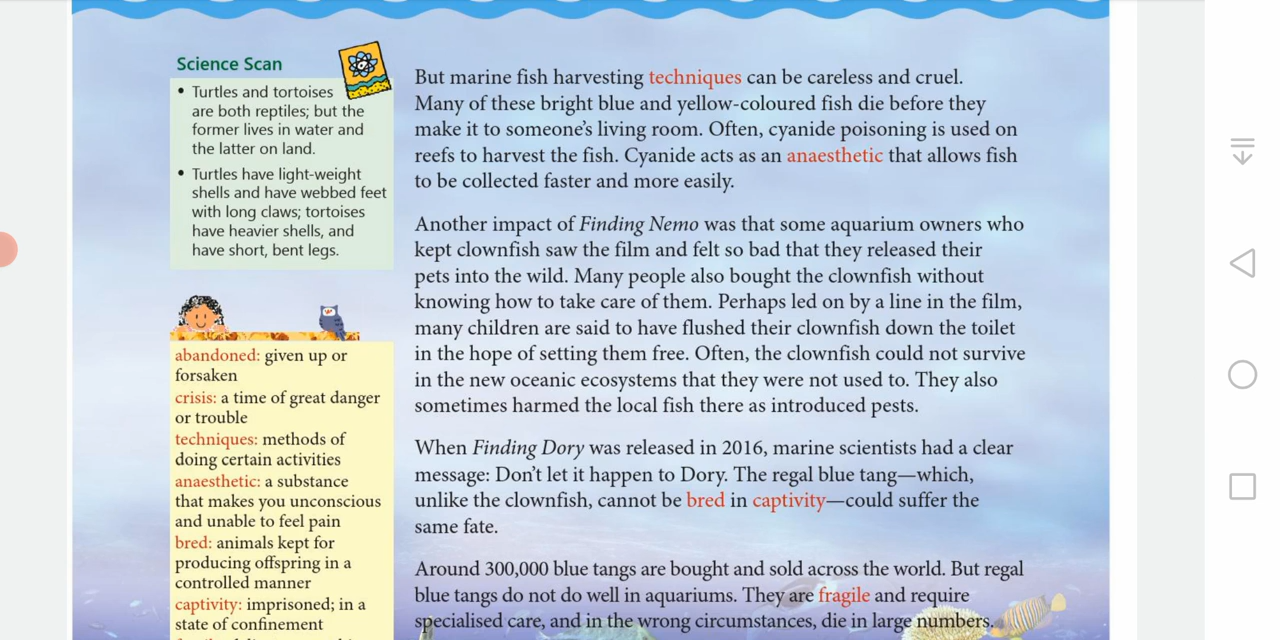 Science Scan
• Turtles and tortoises
are both reptiles; but the
former lives in water and
the latter on land.
• Turtles have light-weight
shells and have webbed feet
with long claws; tortoises
have heavier shells, and
have short, bent legs.
abandoned: given up or
forsaken
crisis: a time of great danger
or trouble
techniques: methods of
doing certain activities
anaesthetic: a substance
that makes you unconscious
and unable to feel pain
bred: animals kept for
producing offspring in a
controlled manner
captivity: imprisoned; in a
state of confinement
But marine fish harvesting techniques can be careless and cruel.
Many of these bright blue and yellow-coloured fish die before they
make it to someone’s living room. Often, cyanide poisoning is used on
reefs to harvest the fish. Cyanide acts as an anaesthetic that allows fish
to be collected faster and more easily.
Another impact of Finding Nemo was that some aquarium owners who
kept clownfish saw the film and felt so bad that they released their
pets into the wild. Many people also bought the clownfish without
knowing how to take care of them. Perhaps led on by a line in the film,
many children are said to have flushed their clownfish down the toilet
in the hope of setting them free. Often, the clownfish could not survive
in the new oceanic ecosystems that they were not used to. They also
sometimes harmed the local fish there as introduced pests.
When Finding Dory was released in 2016, marine scientists had a clear
message: Don’t let it happen to Dory. The regal blue tang—which,
unlike the clownfish, cannot be bred in captivity—could suffer the
same fate.
Around 300,000 blue tangs are bought and sold across the world. But regal
blue tangs do not do well in aquariums. They are fragile and require
specialised care, and in the wrong circumstances, die in large numbers.